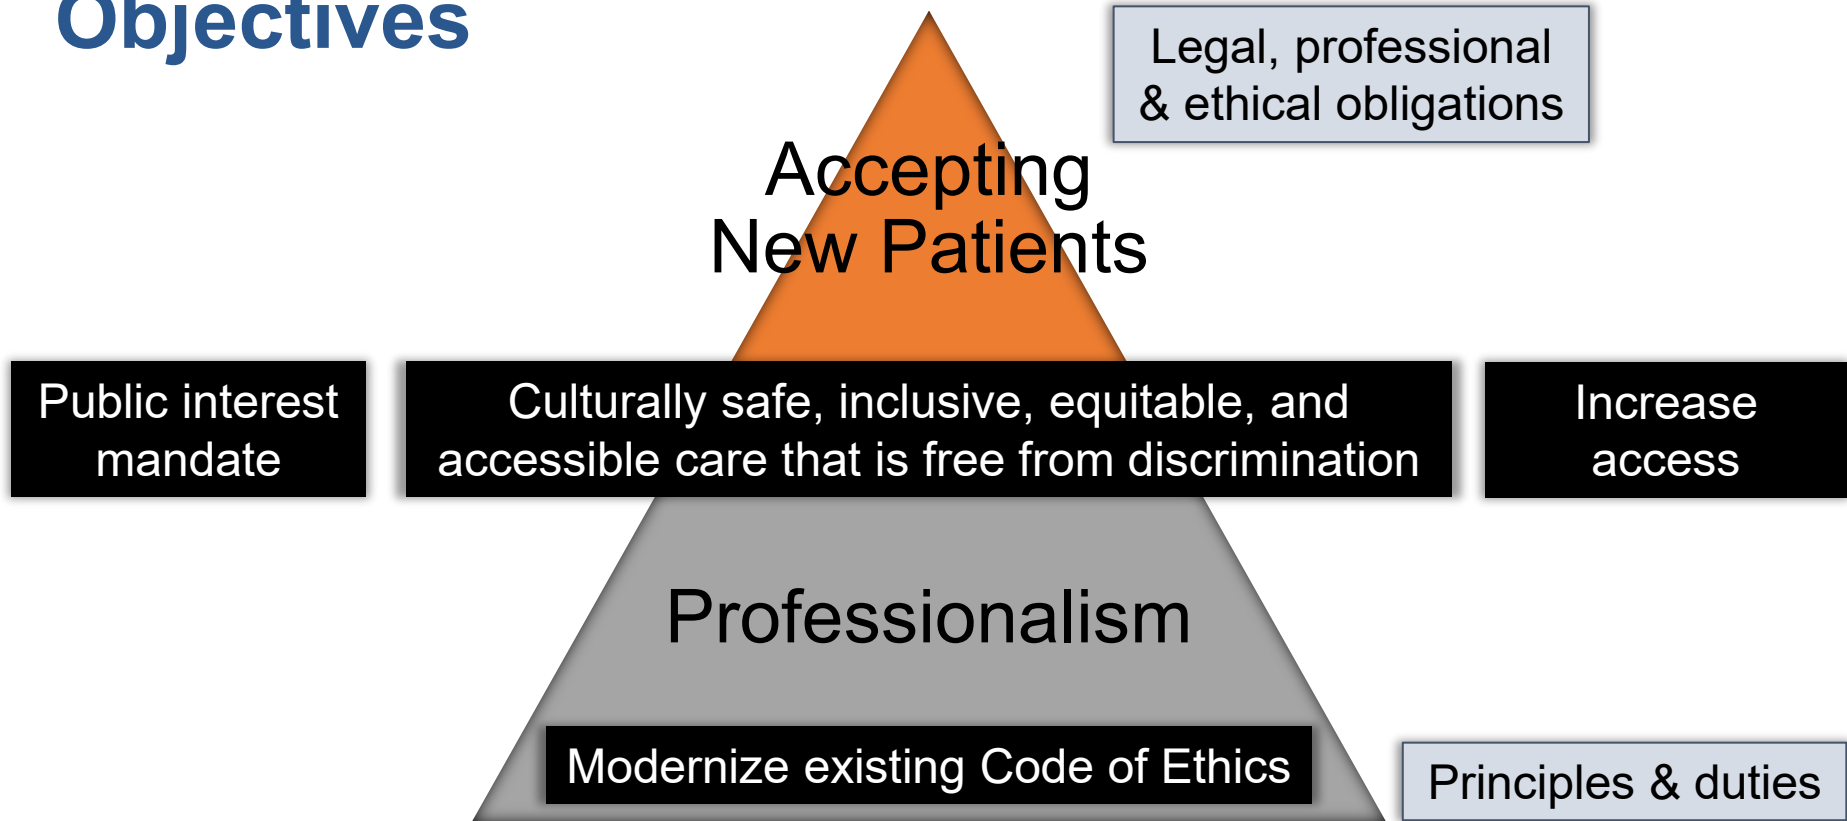 Objectives
Legal, professional
& ethical obligations
Accepting
New Patients
Public interest
mandate
Culturally safe, inclusive, equitable, and
accessible care that is free from discrimination
Increase
access
Professionalism
Modernize existing Code of Ethics
Principles & duties